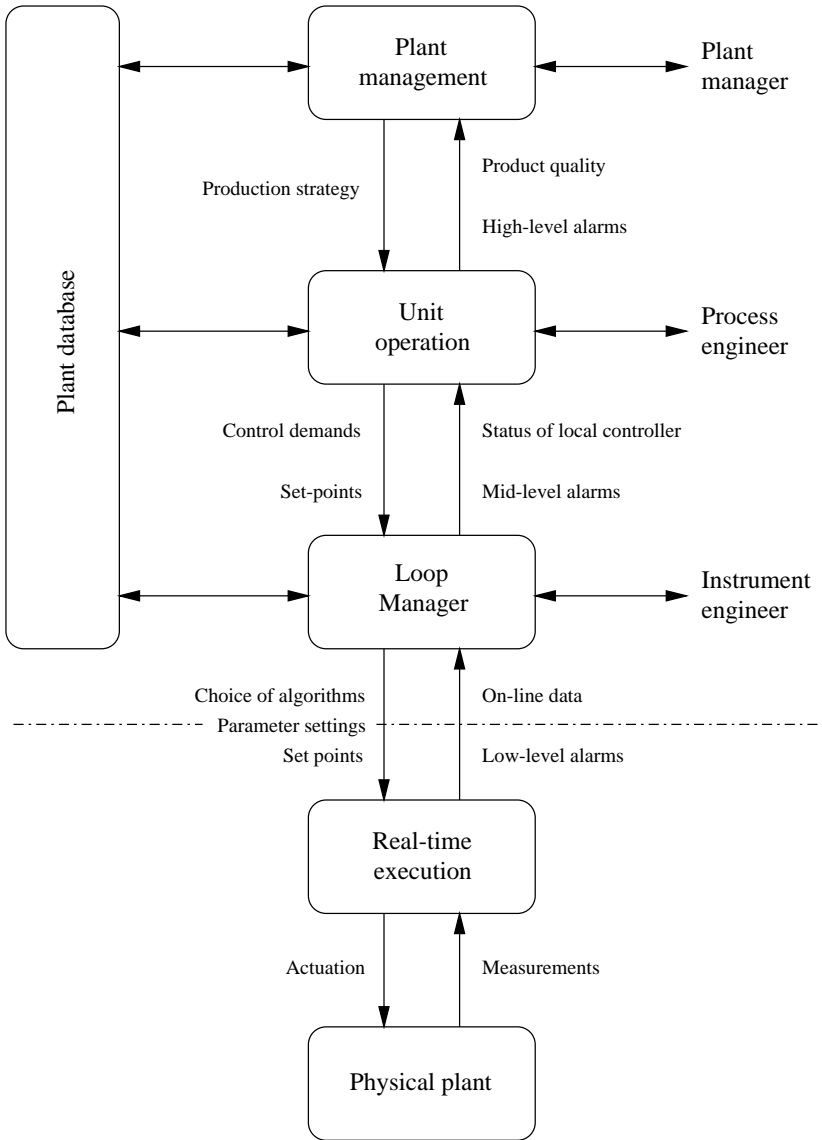 Plant
management
Plant
manager
Product quality
Production strategy
High-level alarms
Plant database
Unit
operation
Process
engineer
Control demands
Status of local controller
Set-points
Mid-level alarms
Loop
Manager
Instrument
engineer
Choice of algorithms
On-line data
Parameter settings
Set points
Low-level alarms
Real-time
execution
Actuation
Measurements
Physical plant